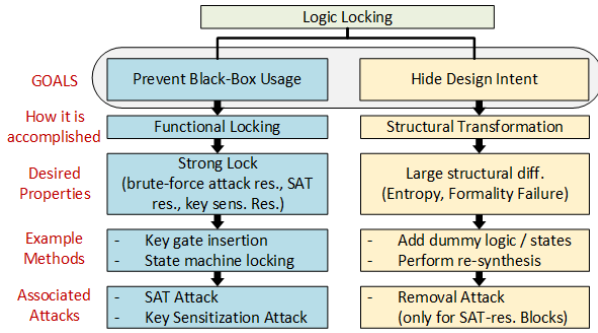 Logic Locking
GOALS
Prevent Black-Box Usage
Hide Design Intent
How it is
accomplished
Functional Locking
Structural Transformation
Desired
Properties
Strong Lock
(brute-force attack res., SAT
res., key sens. Res.)
Large structural diff.
(Entropy, Formality Failure)
Example
Methods
- Key gate insertion
- State machine locking
- Add dummy logic / states
- Perform re-synthesis
Associated
Attacks
- SAT Attack
- Key Sensitization Attack
- Removal Attack
(only for SAT-res. Blocks)